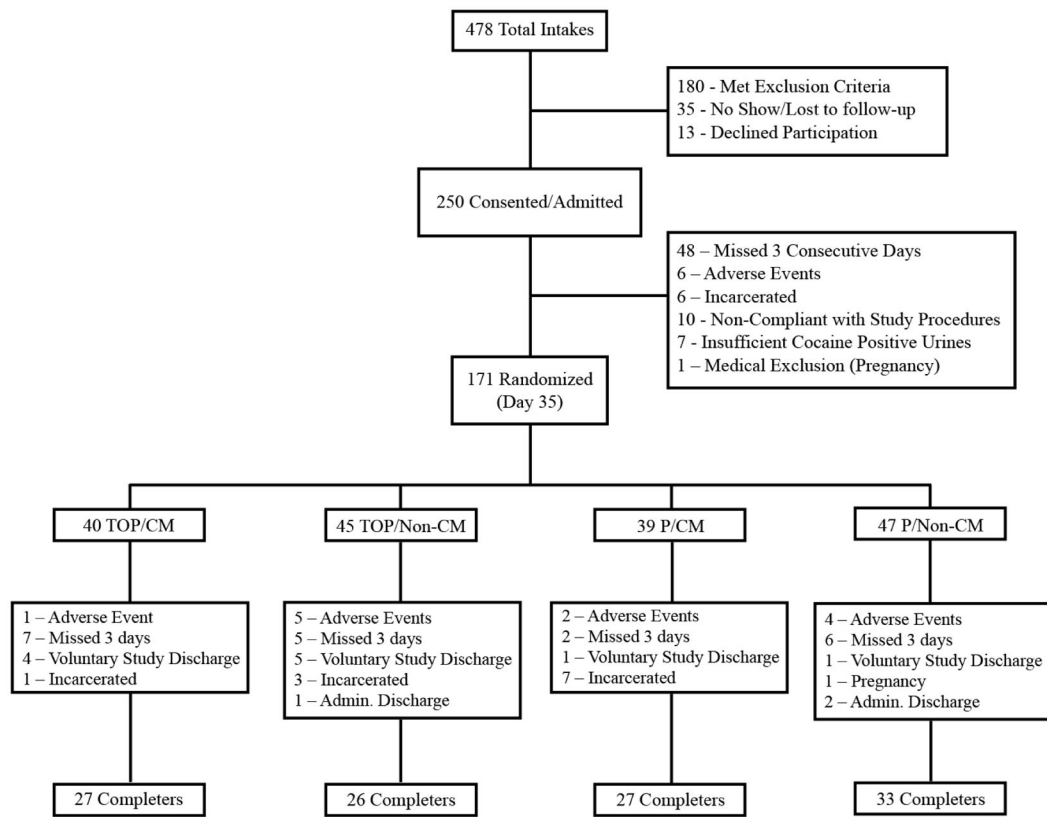 478 Total Intakes
180 - Met Exclusion Criteria
35 - No Show/Lost to follow-up
13 - Declined Participation
250 Consented/Admitted
48 – Missed 3 Consecutive Days
6 – Adverse Events
6 – Incarcerated
10 - Non-Compliant with Study Procedures
7 - Insufficient Cocaine Positive Urines
1 – Medical Exclusion (Pregnancy)
171 Randomized
(Day 35)
40 TOP/CM
45 TOP/Non-CM
39 P/CM
47 P/Non-CM
1 – Adverse Event
7 – Missed 3 days
4 – Voluntary Study Discharge
1 – Incarcerated
5 – Adverse Events
5 – Missed 3 days
5 – Voluntary Study Discharge
3 – Incarcerated
1 – Admin. Discharge
2 – Adverse Events
2 – Missed 3 days
1 – Voluntary Study Discharge
7 – Incarcerated
4 – Adverse Events
6 – Missed 3 days
1 – Voluntary Study Discharge
1 – Pregnancy
2 – Admin. Discharge
27 Completers
26 Completers
27 Completers
33 Completers